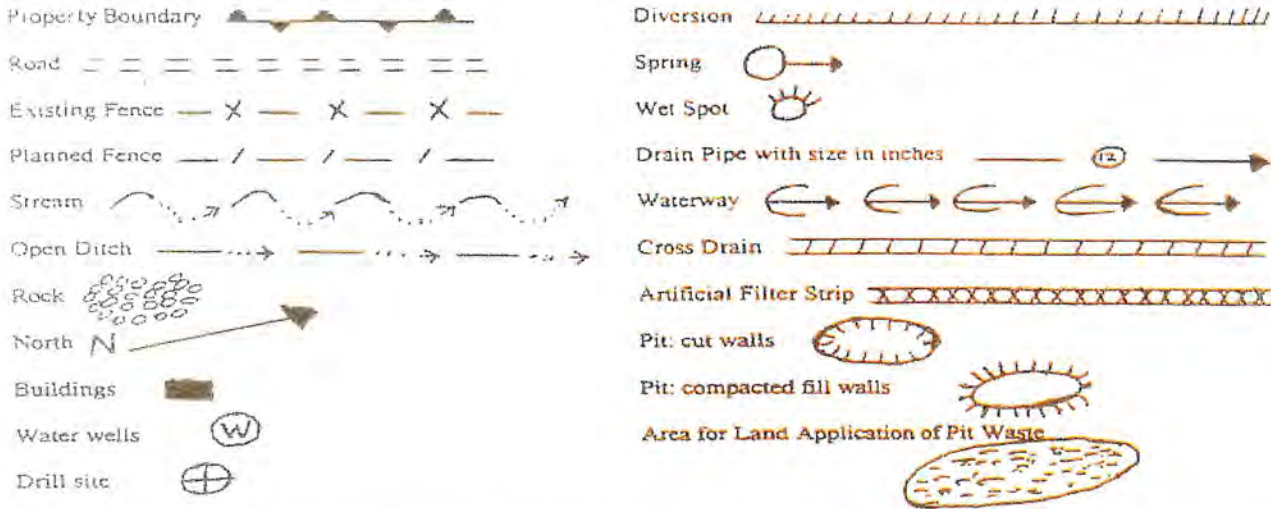 Property Boundary
Road
Existing Fence
Planned Fence
Stream
Open Ditch
Rock
North N
Buildings
Water wells W
Drill site
Diversion
Spring
Wet Spot
Drain Pipe with size in inches 12
Waterway
Cross Drain
Artificial Filter Strip
Pit: cut walls
Pit: compacted fill walls
Area for Land Application of Pit Waste